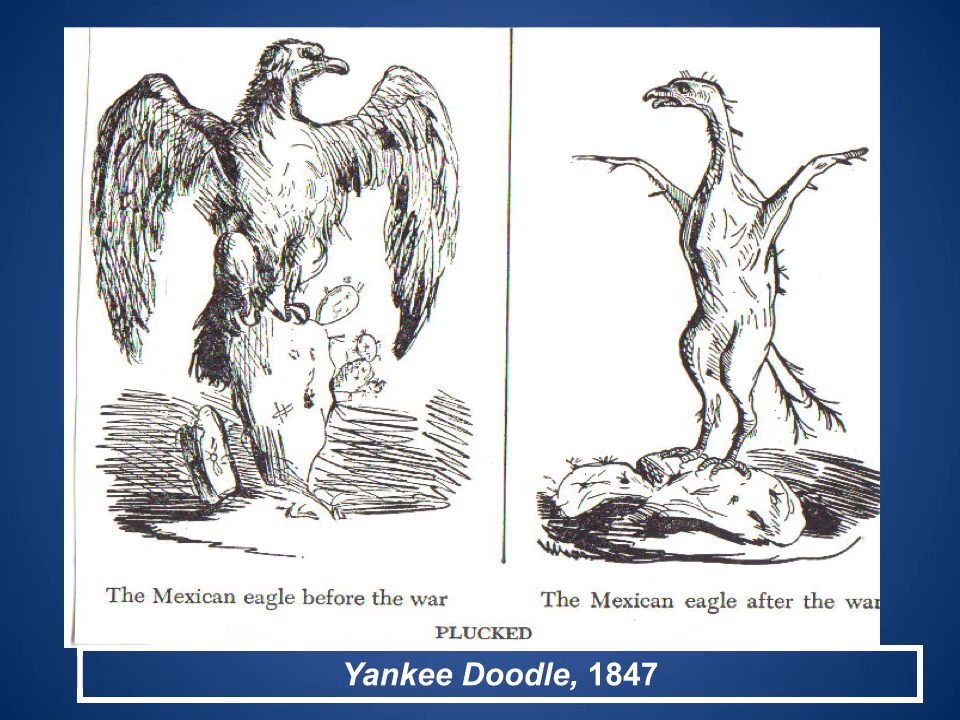 The Mexican eagle before the war
The Mexican eagle after the war
PLUCKED
Yankee Doodle, 1847